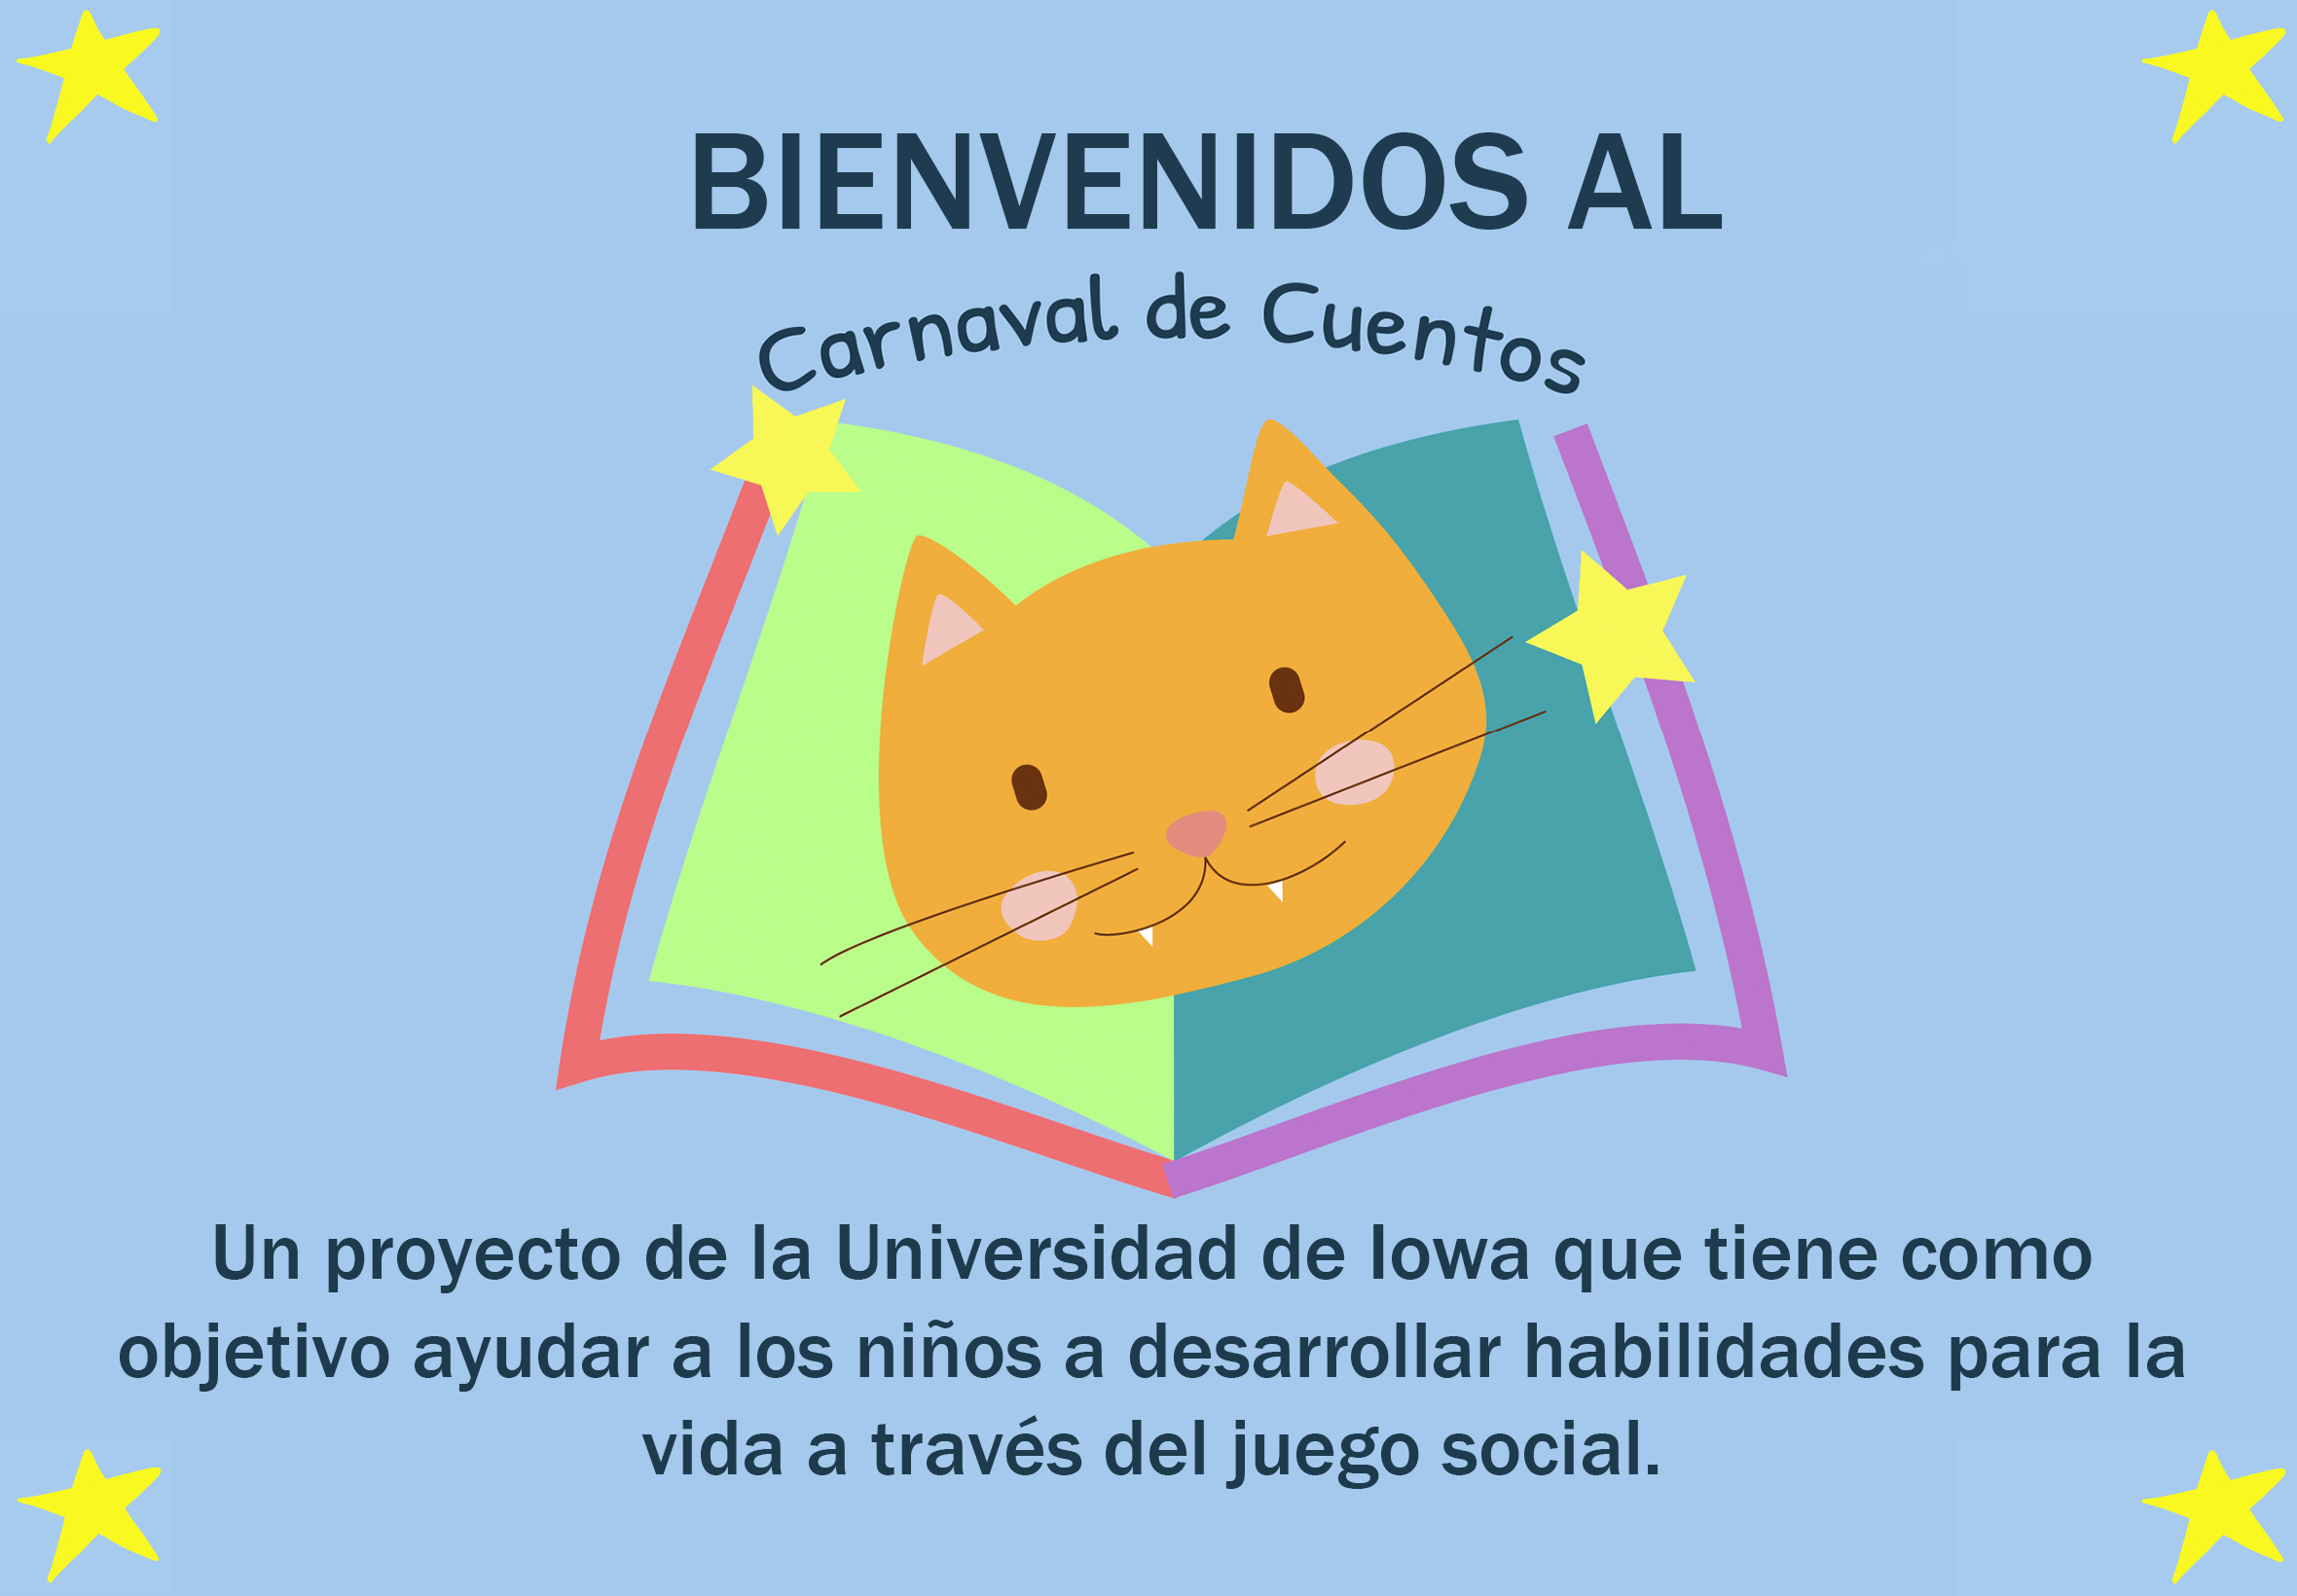 BIENVENIDOS AL
Carnaval de Cuentos
Un proyecto de la Universidad de Iowa que tiene como
objetivo ayudar a los niños a desarrollar habilidades para la
vida a través del juego social.